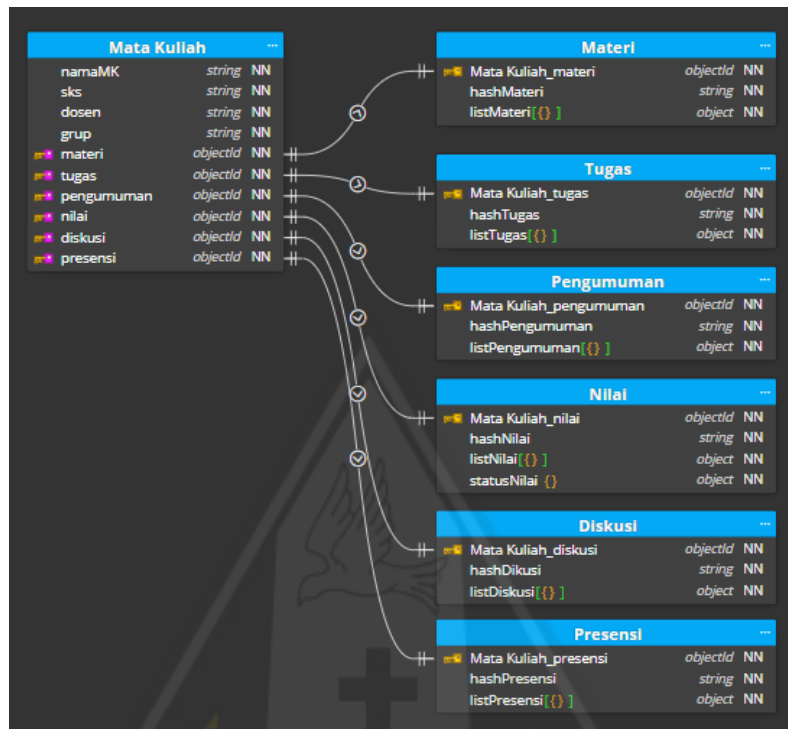 Mata Kuliah ...
namaMK string NN
sks string NN
dosen string NN
grup string NN
materi objectId NN
tugas objectId NN
pengumuman objectId NN
nilai objectId NN
diskusi objectId NN
presensi objectId NN
Materi ...
Mata Kuliah_materi objectId NN
hashMateri string NN
listMateri[{} ] object NN
Tugas ...
Mata Kuliah_tugas objectId NN
hashTugas string NN
listTugas[{} ] object NN
Pengumuman ...
Mata Kuliah_pengumuman objectId NN
hashPengumuman string NN
listPengumuman[{} ] object NN
Nilai ...
Mata Kuliah_nilai objectId NN
hashNilai string NN
listNilai[{} ] object NN
statusNilai {} object NN
Diskusi ...
Mata Kuliah_diskusi objectId NN
hashDikusi string NN
listDiskusi[{} ] object NN
Presensi ...
Mata Kuliah_presensi objectId NN
hashPresensi string NN
listPresensi[{} ] object NN